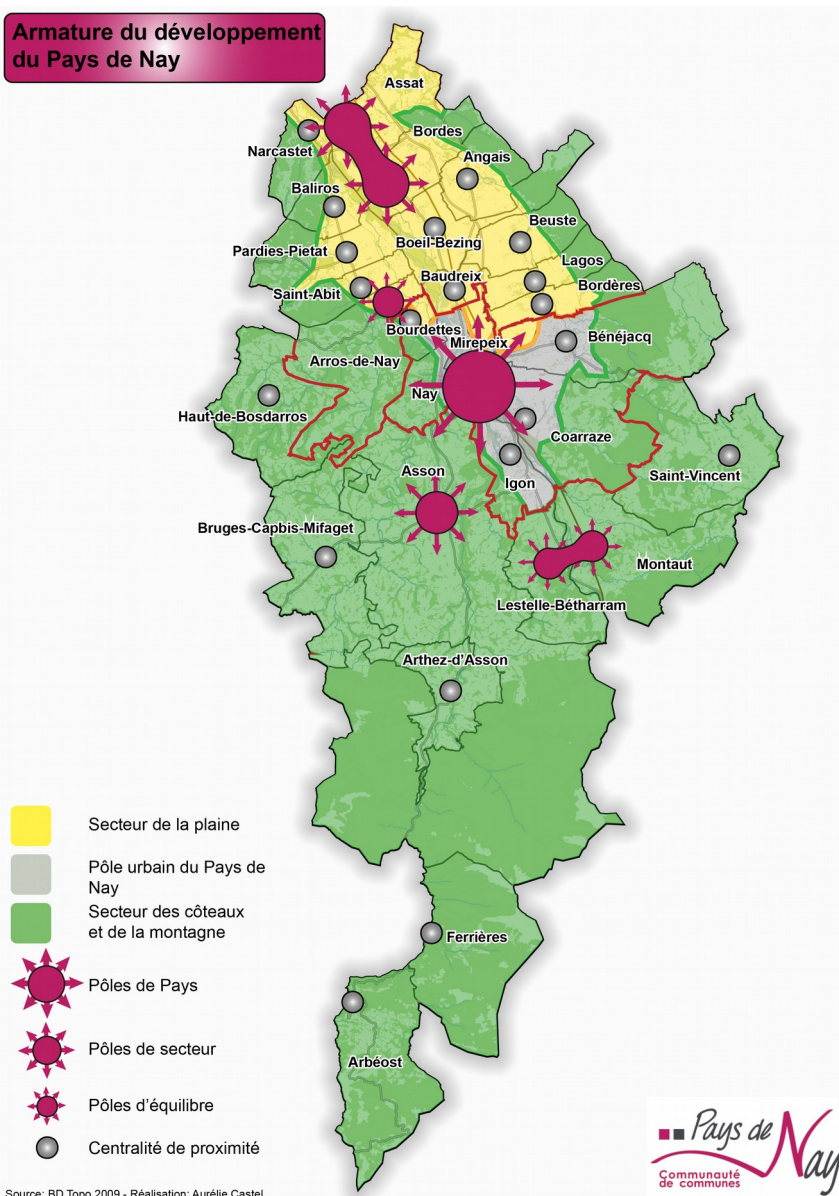 Armature du développement
du Pays de Nay
Assat
Bordes
Narcastet
Angais
Baliros
Beuste
Pardies-Pietat
Boeil-Bezing
Lagos
Baudreix
Bordères
Saint-Abit
Bourdettes
Mirepeix
Bénéjacq
Arros-de-Nay
Nay
Haut-de-Bosdarros
Coarraze
Asson
Saint-Vincent
Igon
Bruges-Capbis-Mifaget
Montaut
Lestelle-Bétharram
Arthez-d'Asson
Secteur de la plaine
Pôle urbain du Pays de
Nay
Secteur des côteaux
et de la montagne
Ferrières
Pôles de Pays
Pôles de secteur
Arbéost
Pôles d'équilibre
Centralité de proximité
Pays de Nay
Communauté
de communes
Source: BD Topo 2009 - Réalisation: Aurélie Castel